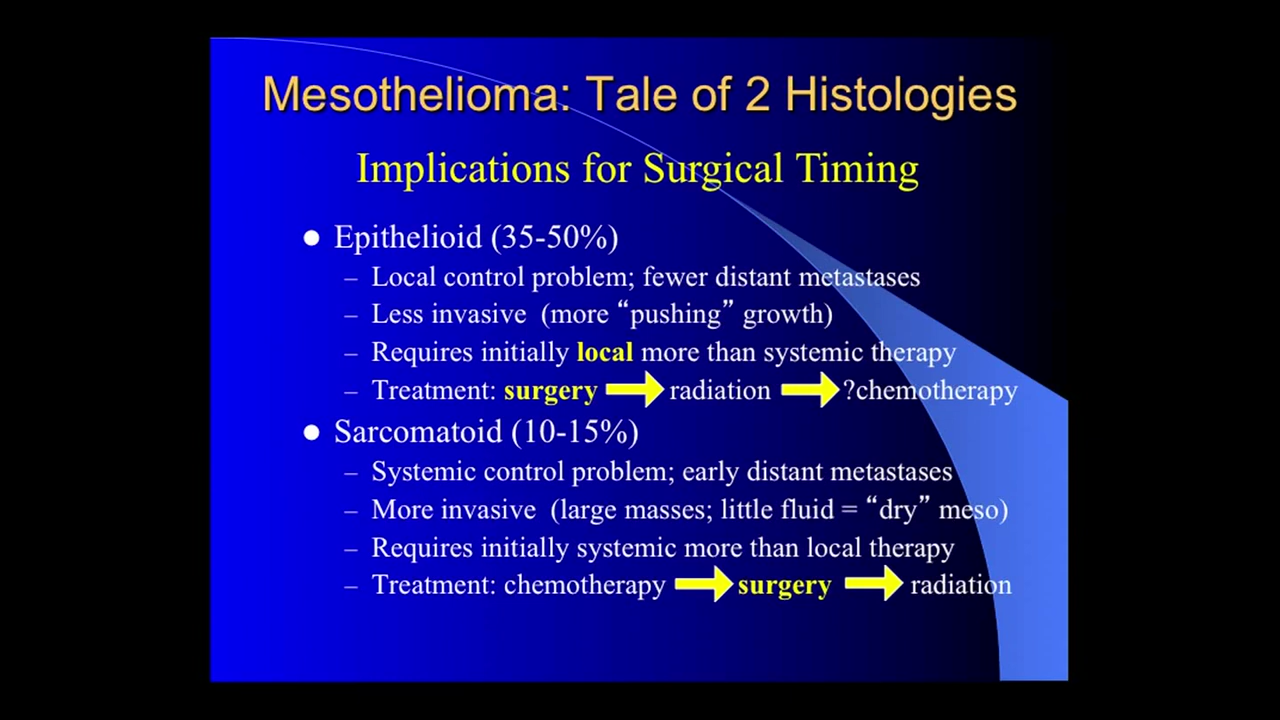 Mesothelioma: Tale of 2 Histologies
Implications for Surgical Timing
● Epithelioid (35-50%)
– Local control problem; fewer distant metastases
– Less invasive (more “pushing” growth)
– Requires initially local more than systemic therapy
– Treatment: surgery radiation ?chemotherapy
● Sarcomatoid (10-15%)
– Systemic control problem; early distant metastases
– More invasive (large masses; little fluid = “dry” meso)
– Requires initially systemic more than local therapy
– Treatment: chemotherapy surgery radiation